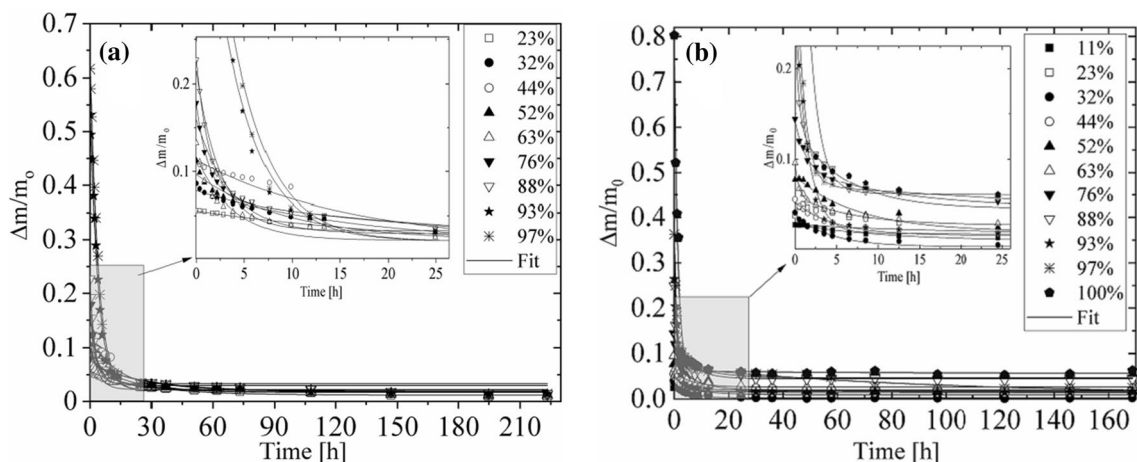 (a)
Δm/m₀
0.7
0.6
0.5
0.4
0.3
0.2
0.1
0
0 30 60 90 120 150 180 210
Time [h]
23%
32%
44%
52%
63%
76%
88%
93%
97%
Fit
Δm/m₀
0.2
0.1
0 5 10 15 20 25
Time [h]
(b)
Δm/m₀
0.8
0.7
0.6
0.5
0.4
0.3
0.2
0.1
0.0
0 20 40 60 80 100 120 140 160
Time [h]
11%
23%
32%
44%
52%
63%
76%
88%
93%
97%
100%
Fit
Δm/m₀
0.2
0.1
0 5 10 15 20 25
Time [h]